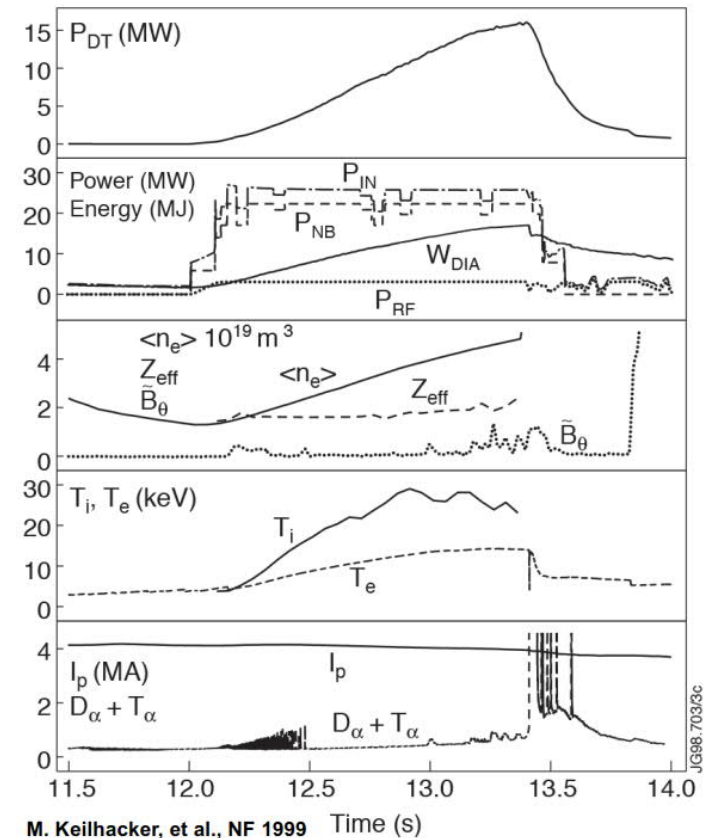 P_DT (MW)
15
10
5
0
30
20
10
0
Power (MW)
Energy (MJ)
P_IN
P_NB
W_DIA
P_RF
<n_e> 10^19 m^3
Z_eff
B̃_θ
4
2
0
<n_e>
Z_eff
B̃_θ
30
20
10
0
T_i, T_e (keV)
T_i
T_e
4
2
0
I_p (MA)
D_α + T_α
I_p
D_α + T_α
JG98.703/3c
11.5 12.0 12.5 13.0 13.5 14.0
M. Keilhacker, et al., NF 1999 Time (s)